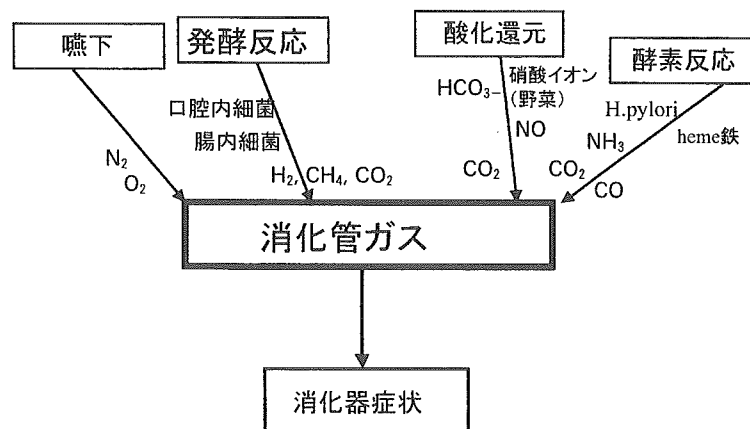 嚥下
発酵反応
酸化還元
酵素反応
口腔内細菌
腸内細菌
HCO₃−
硝酸イオン
(野菜)
NO
H.pylori
heme鉄
NH₃
N₂
O₂
H₂, CH₄, CO₂
CO₂
CO₂
CO
消化管ガス
消化器症状